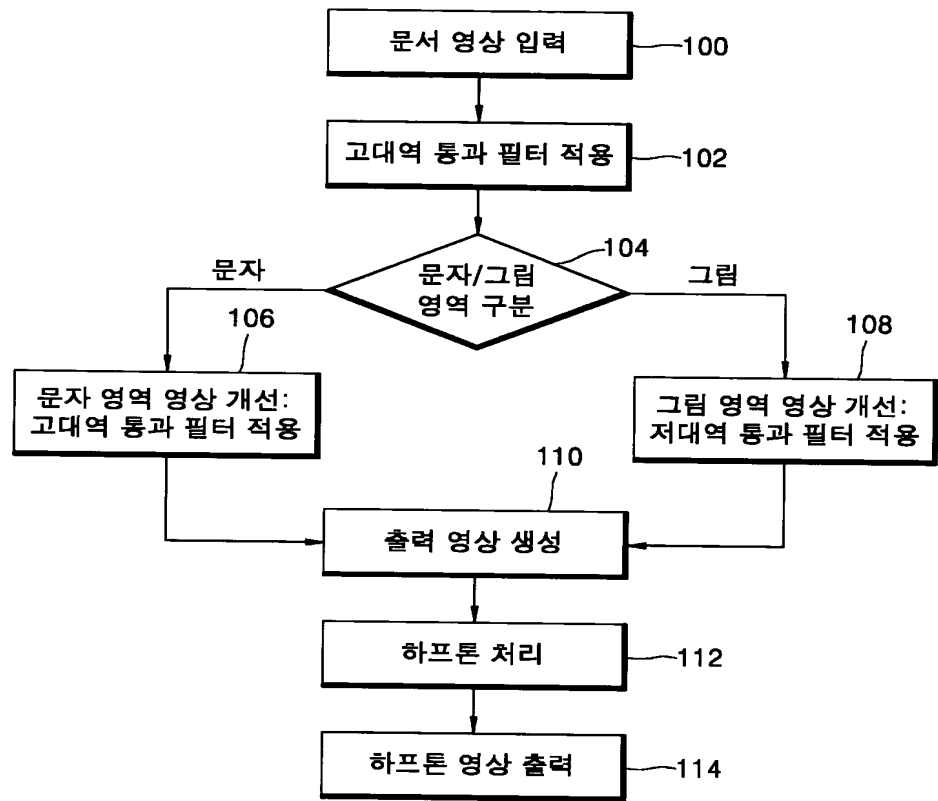 문서 영상 입력
100
고대역 통과 필터 적용
102
104
문자/그림
영역 구분
문자
그림
106
문자 영역 영상 개선:
고대역 통과 필터 적용
108
그림 영역 영상 개선:
저대역 통과 필터 적용
110
출력 영상 생성
하프톤 처리
112
하프톤 영상 출력
114